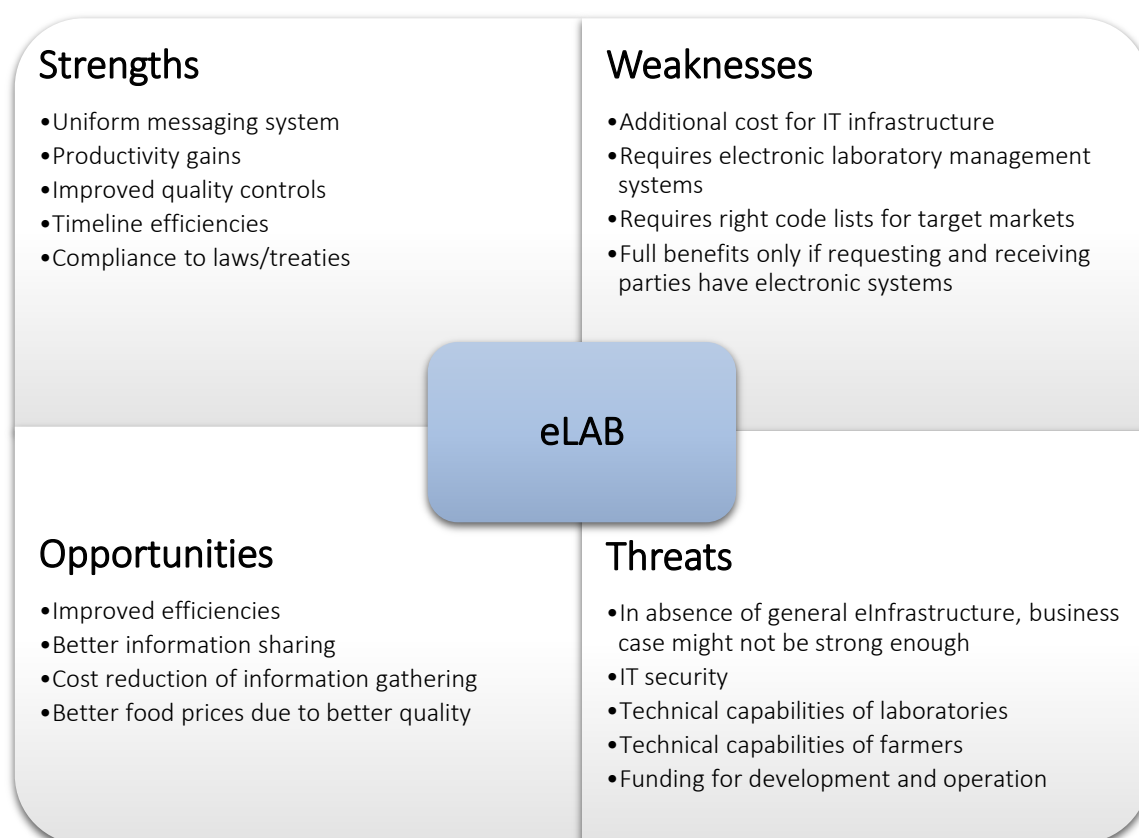 Strengths
•Uniform messaging system
•Productivity gains
•Improved quality controls
•Timeline efficiencies
•Compliance to laws/treaties
Weaknesses
•Additional cost for IT infrastructure
•Requires electronic laboratory management
systems
•Requires right code lists for target markets
•Full benefits only if requesting and receiving
parties have electronic systems
eLAB
Opportunities
•Improved efficiencies
•Better information sharing
•Cost reduction of information gathering
•Better food prices due to better quality
Threats
•In absence of general eInfrastructure, business
case might not be strong enough
•IT security
•Technical capabilities of laboratories
•Technical capabilities of farmers
•Funding for development and operation